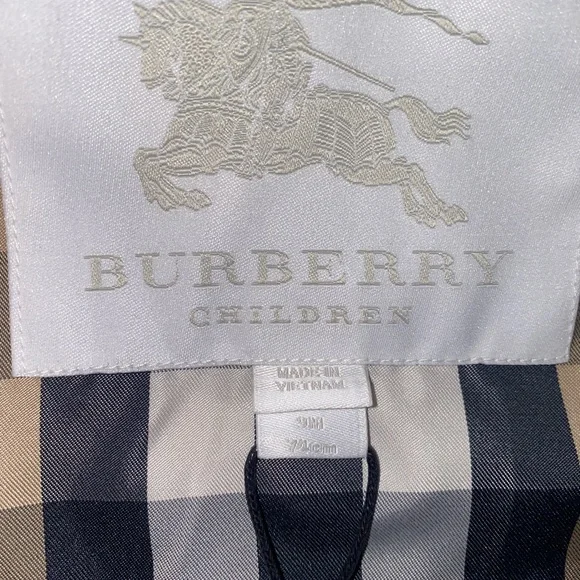 BURBERRY
CHILDREN
MADE IN
VIETNAM
9M
74cm